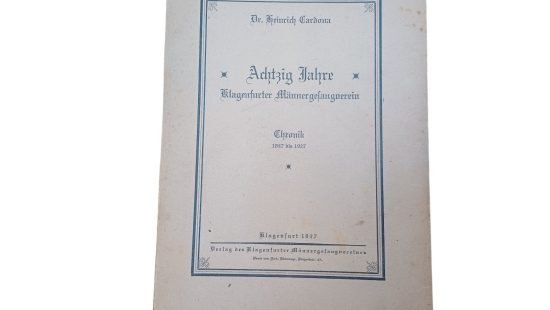 Dr. Heinrich Cardona
Achtzig Jahre
Klagenfurter Männergesangverein
Chronik
1847 bis 1927
Klagenfurt 1927
Verlag des Klagenfurter Männergesangvereines